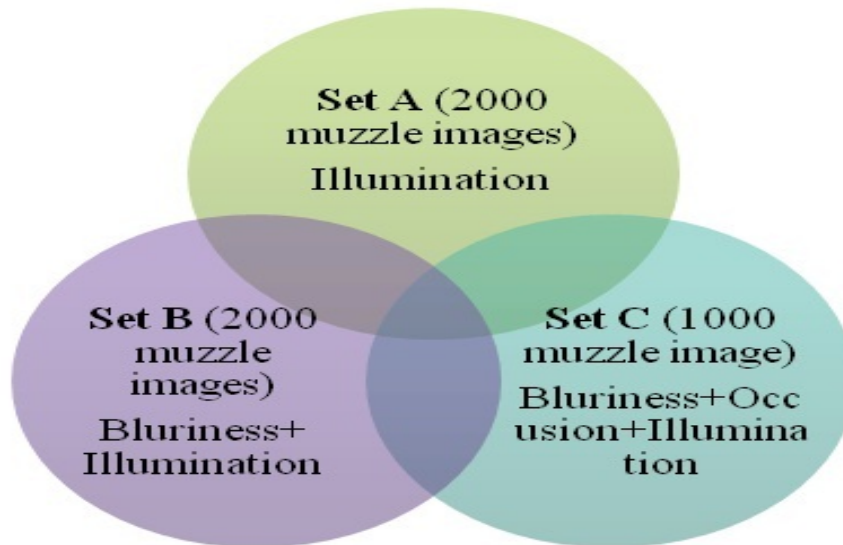 Set A (2000
muzzle images)
Illumination
Set B (2000
muzzle
images)
Bluriness+
Illumination
Set C (1000
muzzle image)
Bluriness+Occ
usion+Illumina
tion